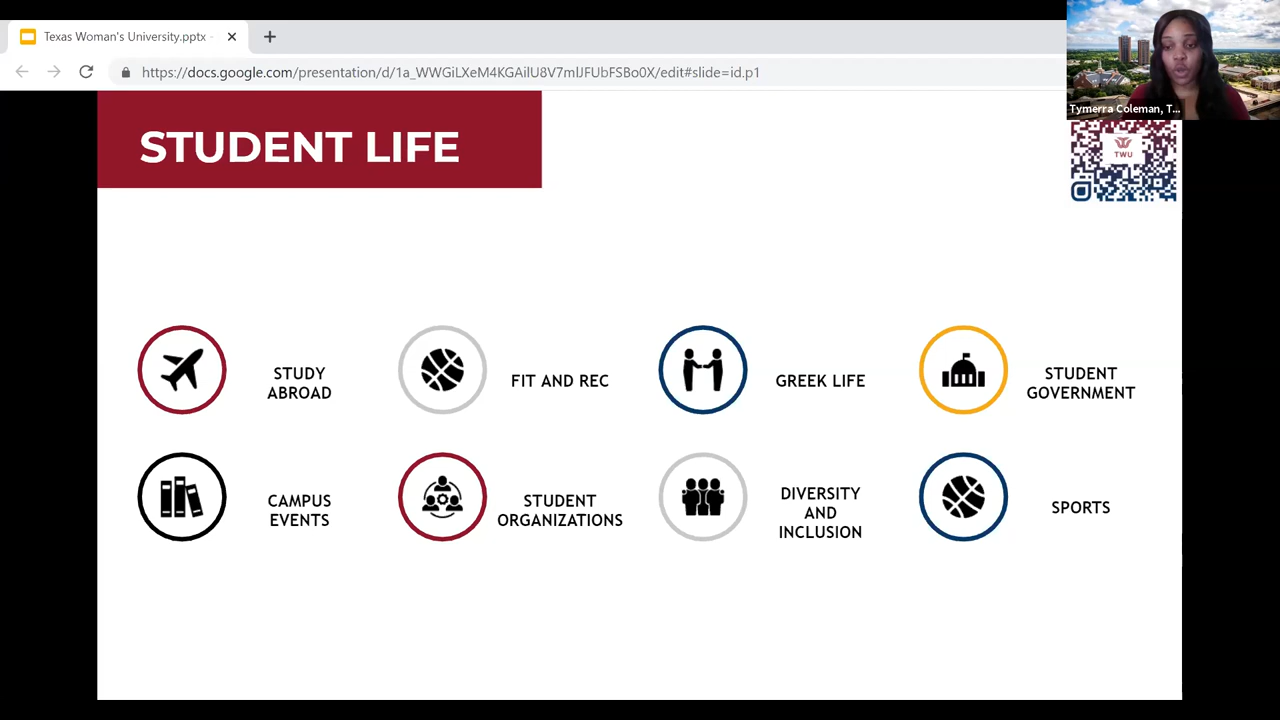 Texas Woman's University.pptx -
https://docs.google.com/presentation/d/1a_WWGiLXeM4KGAilU8V7mlJFUbFSBo0X/edit#slide=id.p1
Tymerra Coleman, T...
STUDENT LIFE
TWU
STUDY
ABROAD
FIT AND REC
GREEK LIFE
STUDENT
GOVERNMENT
CAMPUS
EVENTS
STUDENT
ORGANIZATIONS
DIVERSITY
AND
INCLUSION
SPORTS